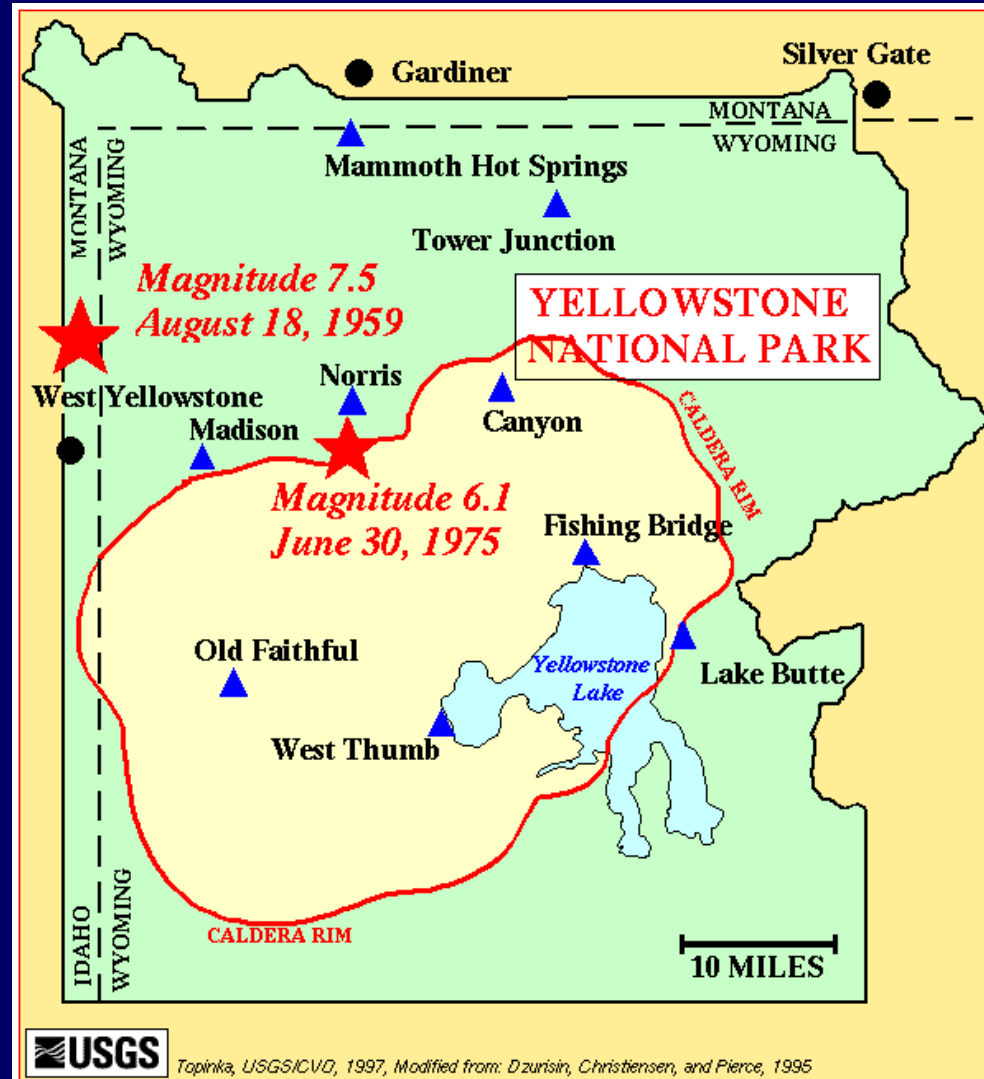 Silver Gate
Gardiner
MONTANA
WYOMING
Mammoth Hot Springs
Tower Junction
MONTANA
WYOMING
Magnitude 7.5
August 18, 1959
YELLOWSTONE
NATIONAL PARK
Norris
West Yellowstone
Madison
Canyon
CALDERA RIM
Magnitude 6.1
June 30, 1975
Fishing Bridge
Old Faithful
Yellowstone
Lake
Lake Butte
West Thumb
IDAHO
WYOMING
CALDERA RIM
10 MILES
USGS
Topinka, USGS/CVO, 1997, Modified from: Dzurisin, Christiensen, and Pierce, 1995